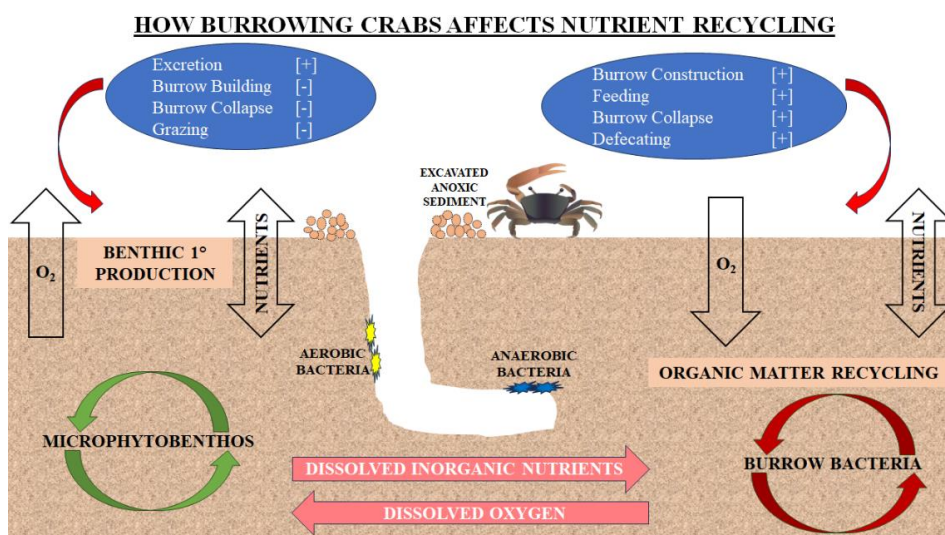 HOW BURROWING CRABS AFFECTS NUTRIENT RECYCLING
Excretion [+]
Burrow Building [-]
Burrow Collapse [-]
Grazing [-]
Burrow Construction [+]
Feeding [+]
Burrow Collapse [+]
Defecating [+]
EXCAVATED
ANOXIC
SEDIMENT
O₂
BENTHIC 1°
PRODUCTION
NUTRIENTS
O₂
NUTRIENTS
AEROBIC
BACTERIA
ANAEROBIC
BACTERIA
ORGANIC MATTER RECYCLING
MICROPHYTOBENTHOS
BURROW BACTERIA
DISSOLVED INORGANIC NUTRIENTS
DISSOLVED OXYGEN